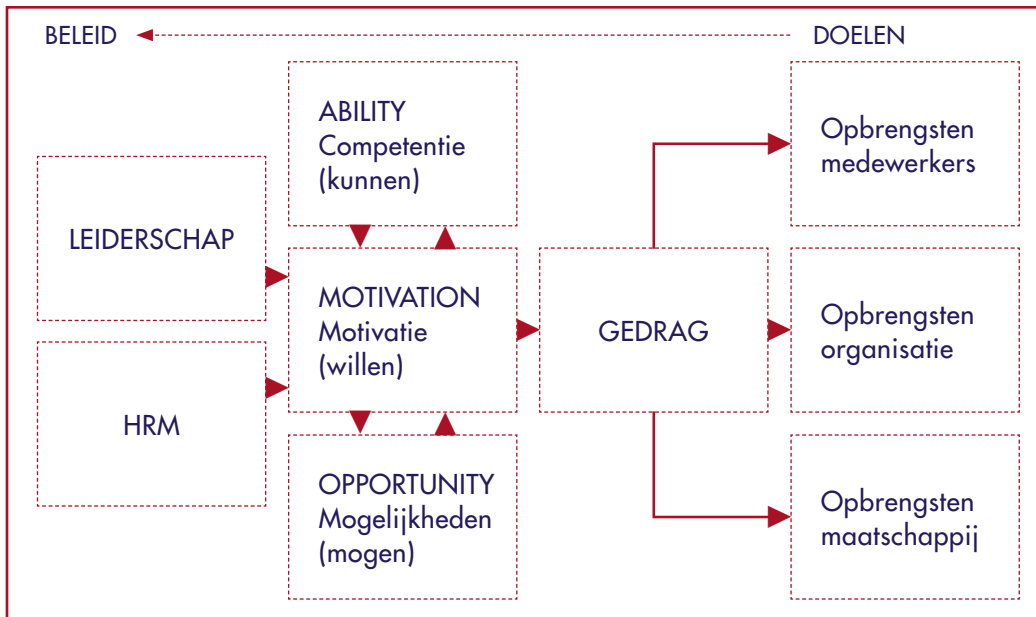 BELEID
DOELEN
LEIDERSCHAP
HRM
ABILITY
Competentie
(kunnen)
MOTIVATION
Motivatie
(willen)
OPPORTUNITY
Mogelijkheden
(mogen)
GEDRAG
Opbrengsten
medewerkers
Opbrengsten
organisatie
Opbrengsten
maatschappij